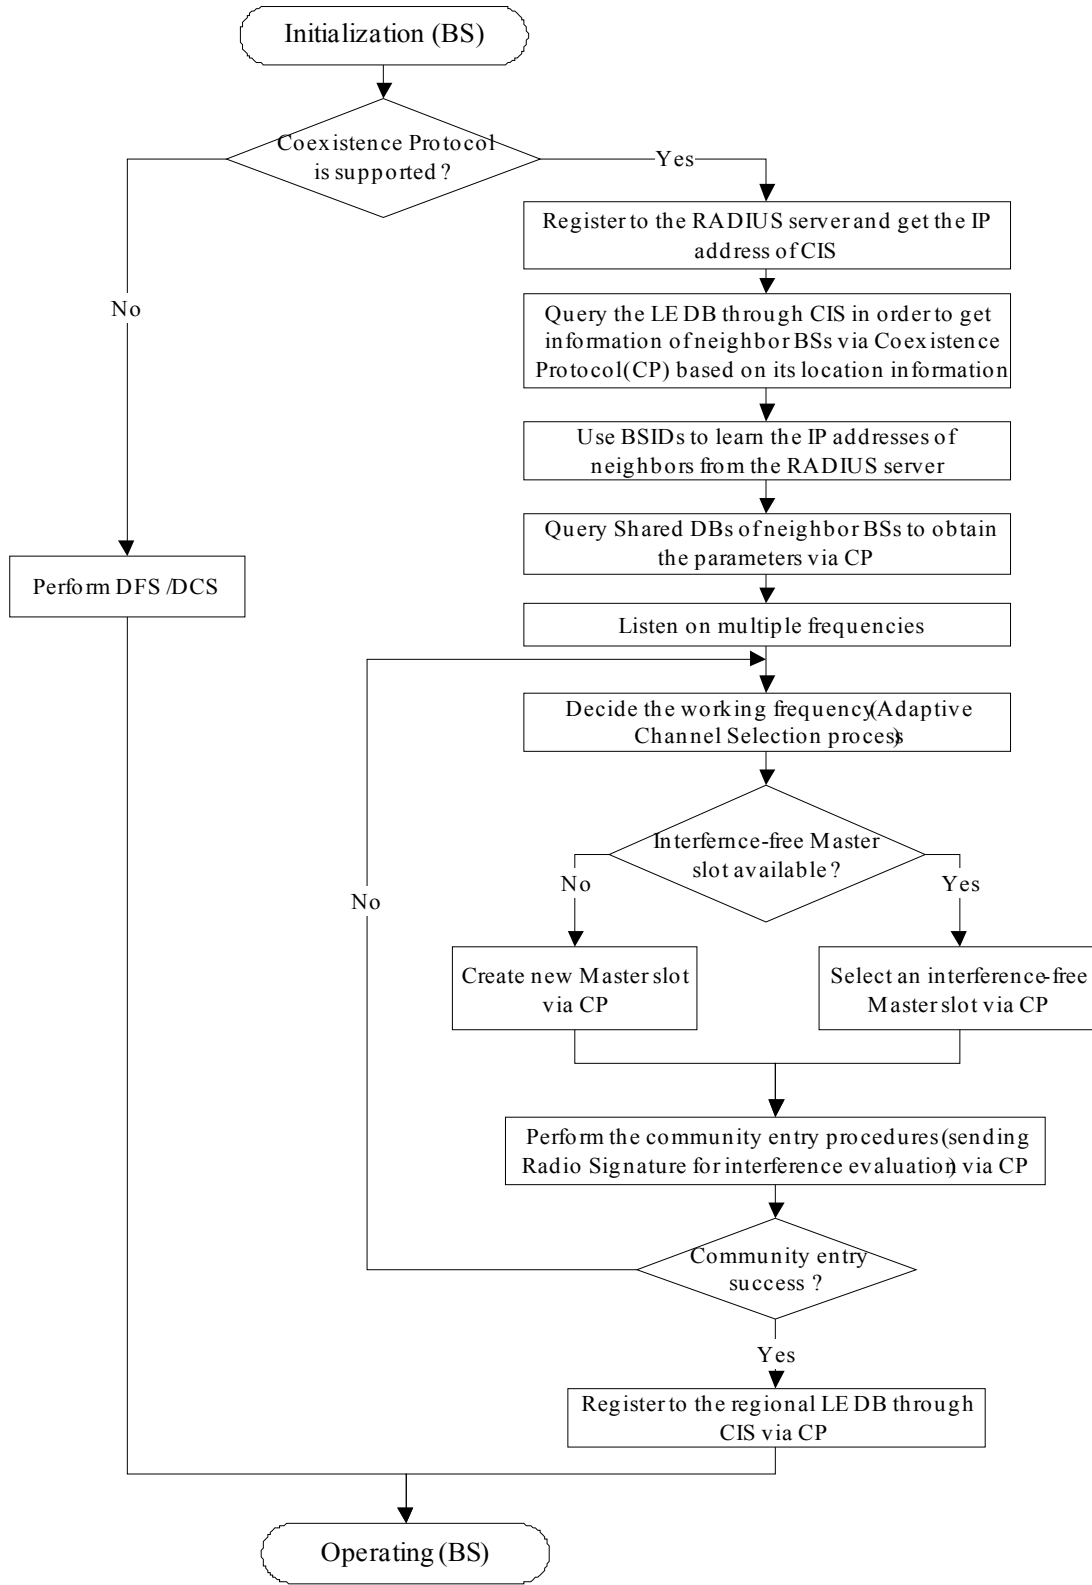 Initialization (BS)
Coexistence Protocol
is supported ?
Yes
Register to the RADIUS server and get the IP
address of CIS
No
Query the LE DB through CIS in order to get
information of neighbor BSs via Coexistence
Protocol(CP) based on its location information
Use BSIDs to learn the IP addresses of
neighbors from the RADIUS server
Query Shared DBs of neighbor BSs to obtain
the parameters via CP
Perform DFS /DCS
Listen on multiple frequencies
Decide the working frequency(Adaptive
Channel Selection process)
Interfernce-free Master
slot available ?
No
Yes
No
Create new Master slot
via CP
Select an interference-free
Master slot via CP
Perform the community entry procedures (sending
Radio Signature for interference evaluation) via CP
Community entry
success ?
Yes
Register to the regional LE DB through
CIS via CP
Operating (BS)